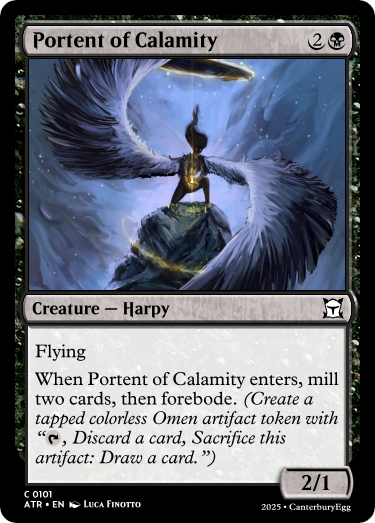 Portent of Calamity 2
Creature — Harpy
Flying
When Portent of Calamity enters, mill
two cards, then forebode. (Create a
tapped colorless Omen artifact token with
“, Discard a card, Sacrifice this
artifact: Draw a card.”)
2/1
C 0101
ATR • EN Luca Finotto
2025 • CanterburyEgg